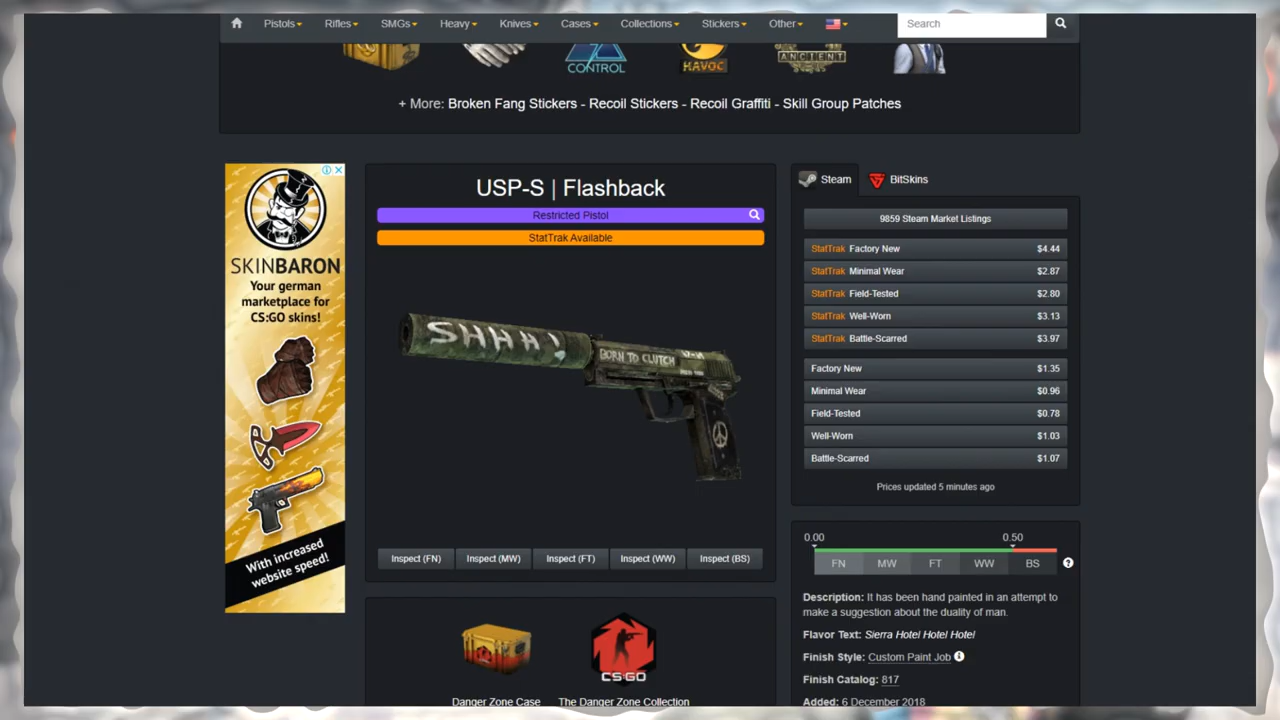 Pistols Rifles SMGs Heavy Knives Cases Collections Stickers Other Search
CONTROL HAVOC ANCIENT
+ More: Broken Fang Stickers - Recoil Stickers - Recoil Graffiti - Skill Group Patches
SKINBARON
Your german
marketplace for
CS:GO skins!
With increased
website speed!
USP-S | Flashback
Restricted Pistol
StatTrak Available
SHHH!
BORN TO CLUTCH
Inspect (FN) Inspect (MW) Inspect (FT) Inspect (WW) Inspect (BS)
CS:GO
Danger Zone Case The Danger Zone Collection
Steam BitSkins
9859 Steam Market Listings
StatTrak Factory New $4.44
StatTrak Minimal Wear $2.87
StatTrak Field-Tested $2.80
StatTrak Well-Worn $3.13
StatTrak Battle-Scarred $3.97
Factory New $1.35
Minimal Wear $0.96
Field-Tested $0.78
Well-Worn $1.03
Battle-Scarred $1.07
Prices updated 5 minutes ago
0.00 0.50
FN MW FT WW BS
Description: It has been hand painted in an attempt to
make a suggestion about the duality of man.
Flavor Text: Sierra Hotel Hotel Hotel
Finish Style: Custom Paint Job
Finish Catalog: 817
Added: 6 December 2018